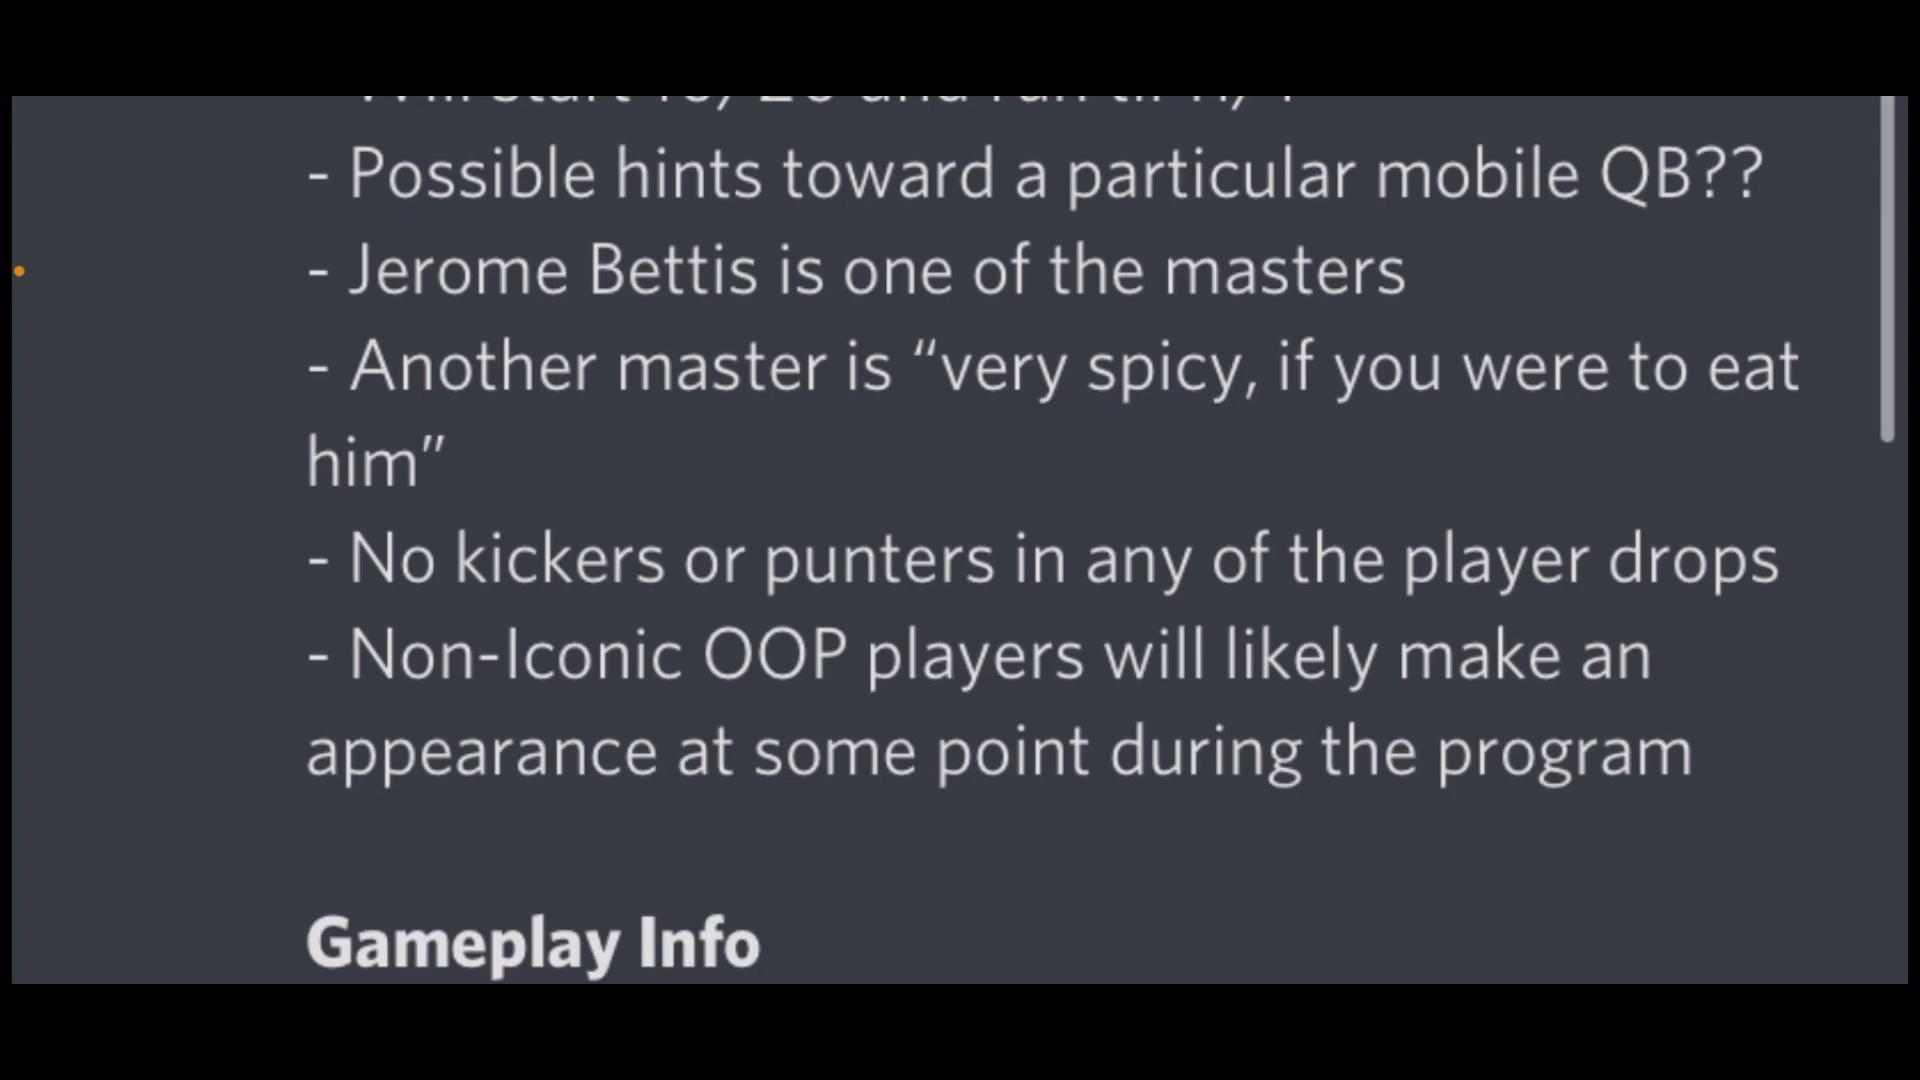 - Possible hints toward a particular mobile QB??
- Jerome Bettis is one of the masters
- Another master is “very spicy, if you were to eat
him”
- No kickers or punters in any of the player drops
- Non-Iconic OOP players will likely make an
appearance at some point during the program
Gameplay Info